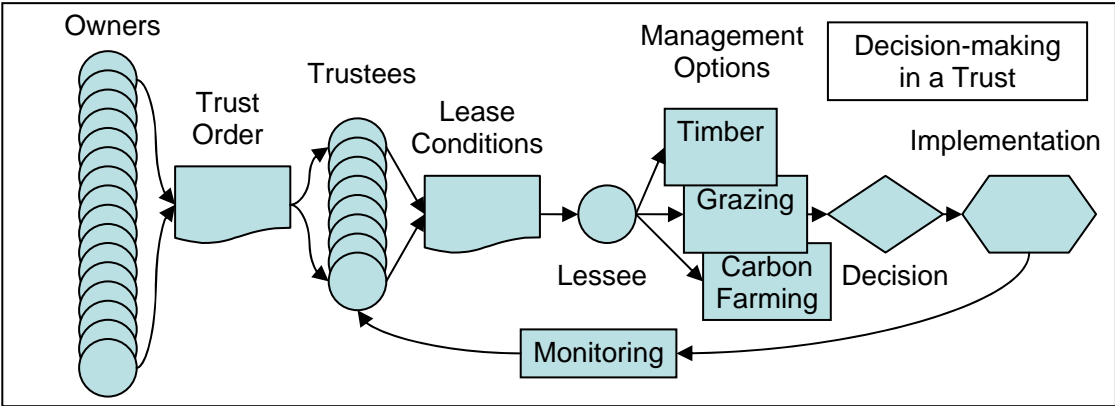 Owners
Trust
Order
Trustees
Lease
Conditions
Management
Options
Decision-making
in a Trust
Timber
Grazing
Carbon
Farming
Lessee
Decision
Implementation
Monitoring